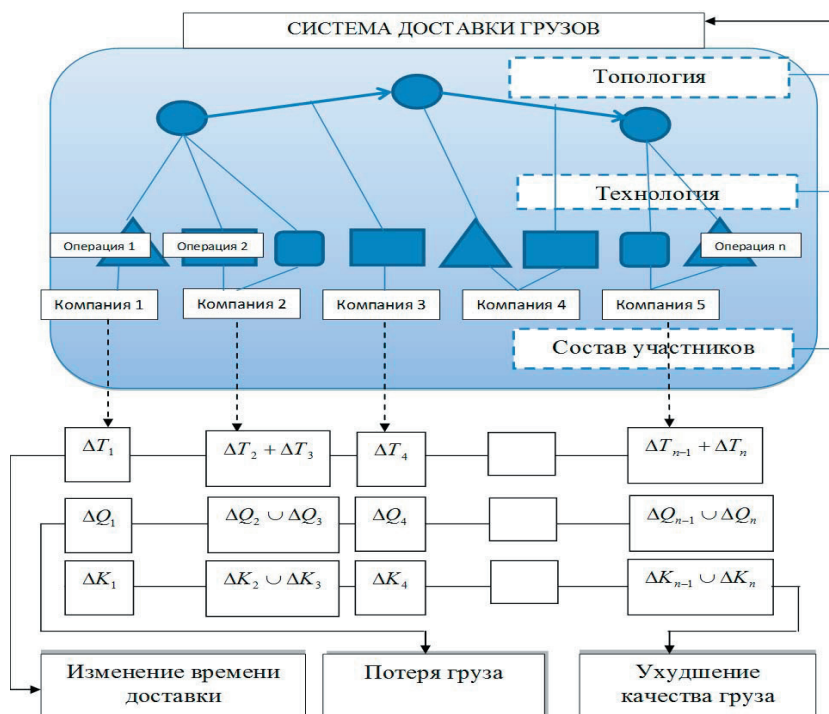 СИСТЕМА ДОСТАВКИ ГРУЗОВ
Топология
Технология
Операция 1
Операция 2
Операция n
Компания 1
Компания 2
Компания 3
Компания 4
Компания 5
Состав участников
ΔT₁
ΔT₂ + ΔT₃
ΔT₄
ΔTₙ₋₁ + ΔTₙ
ΔQ₁
ΔQ₂ ∪ ΔQ₃
ΔQ₄
ΔQₙ₋₁ ∪ ΔQₙ
ΔK₁
ΔK₂ ∪ ΔK₃
ΔK₄
ΔKₙ₋₁ ∪ ΔKₙ
Изменение времени
доставки
Потеря груза
Ухудшение
качества груза